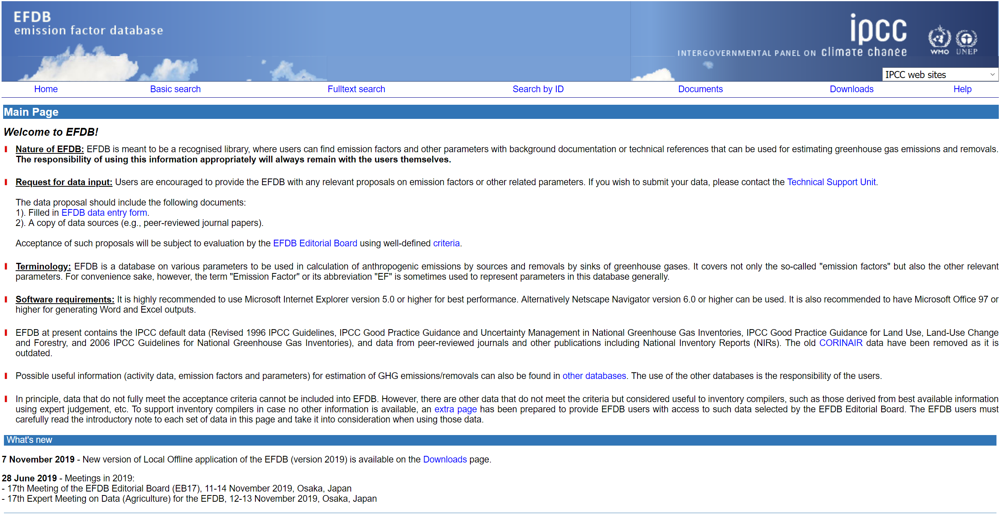 EFDB
emission factor database
ipcc
INTERGOVERNMENTAL PANEL ON climate change
WMO UNEP
IPCC web sites
Home Basic search Fulltext search Search by ID Documents Downloads Help
Main Page
Welcome to EFDB!
Nature of EFDB: EFDB is meant to be a recognised library, where users can find emission factors and other parameters with background documentation or technical references that can be used for estimating greenhouse gas emissions and removals.
The responsibility of using this information appropriately will always remain with the users themselves.
Request for data input: Users are encouraged to provide the EFDB with any relevant proposals on emission factors or other related parameters. If you wish to submit your data, please contact the Technical Support Unit.
The data proposal should include the following documents:
1). Filled in EFDB data entry form.
2). A copy of data sources (e.g., peer-reviewed journal papers).
Acceptance of such proposals will be subject to evaluation by the EFDB Editorial Board using well-defined criteria.
Terminology: EFDB is a database on various parameters to be used in calculation of anthropogenic emissions by sources and removals by sinks of greenhouse gases. It covers not only the so-called "emission factors" but also the other relevant
parameters. For convenience sake, however, the term "Emission Factor" or its abbreviation "EF" is sometimes used to represent parameters in this database generally.
Software requirements: It is highly recommended to use Microsoft Internet Explorer version 5.0 or higher for best performance. Alternatively Netscape Navigator version 6.0 or higher can be used. It is also recommended to have Microsoft Office 97 or
higher for generating Word and Excel outputs.
EFDB at present contains the IPCC default data (Revised 1996 IPCC Guidelines, IPCC Good Practice Guidance and Uncertainty Management in National Greenhouse Gas Inventories, IPCC Good Practice Guidance for Land Use, Land-Use Change
and Forestry, and 2006 IPCC Guidelines for National Greenhouse Gas Inventories), and data from peer-reviewed journals and other publications including National Inventory Reports (NIRs). The old CORINAIR data have been removed as it is
outdated.
Possible useful information (activity data, emission factors and parameters) for estimation of GHG emissions/removals can also be found in other databases. The use of the other databases is the responsibility of the users.
In principle, data that do not fully meet the acceptance criteria cannot be included into EFDB. However, there are other data that do not meet the criteria but considered useful to inventory compilers, such as those derived from best available information
using expert judgement, etc. To support inventory compilers in case no other information is available, an extra page has been prepared to provide EFDB users with access to such data selected by the EFDB Editorial Board. The EFDB users must
carefully read the introductory note to each set of data in this page and take it into consideration when using those data.
What's new
7 November 2019 - New version of Local Offline application of the EFDB (version 2019) is available on the Downloads page.
28 June 2019 - Meetings in 2019:
- 17th Meeting of the EFDB Editorial Board (EB17), 11-14 November 2019, Osaka, Japan
- 17th Expert Meeting on Data (Agriculture) for the EFDB, 12-13 November 2019, Osaka, Japan